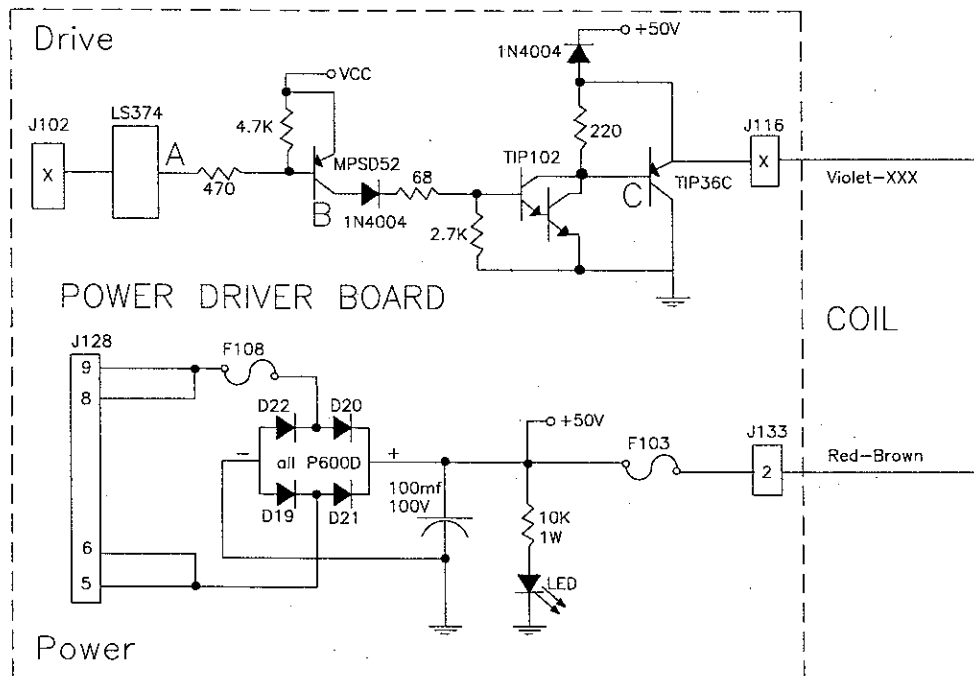 Drive
+50V
1N4004
VCC
LS374
J102
A
4.7K
220
J116
X
470
MPSD52
TIP102
X
68
TIP36C
Violet-XXX
B
1N4004
C
2.7K
POWER DRIVER BOARD
COIL
J128
F108
9
8
D22
D20
+50V
J133
-
all
P600D
+
F103
Red-Brown
2
100mf
100V
D19
D21
10K
1W
6
5
LED
Power